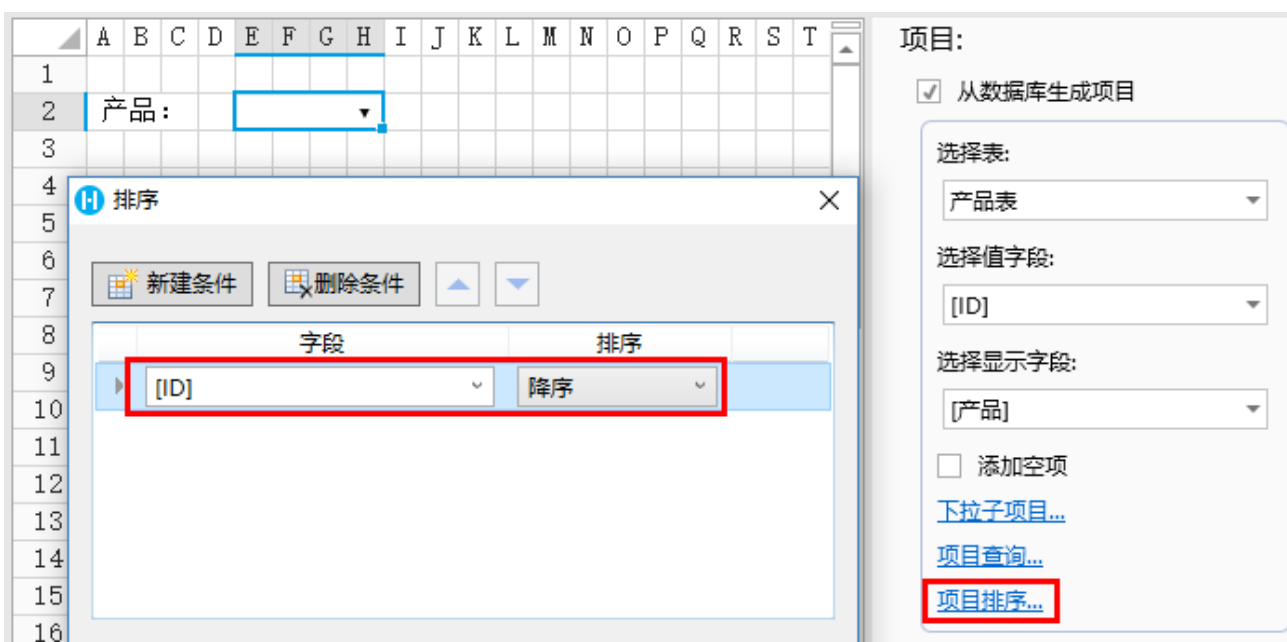 A B C D E F G H I J K L M N O P Q R S T
1
2 产品：
3
4
5
6
7
8
9
10
11
12
13
14
15
16
排序
新建条件 删除条件
字段 排序
[ID] 降序
项目:
从数据库生成项目
选择表:
产品表
选择值字段:
[ID]
选择显示字段:
[产品]
添加空项
下拉子项目...
项目查询...
项目排序...